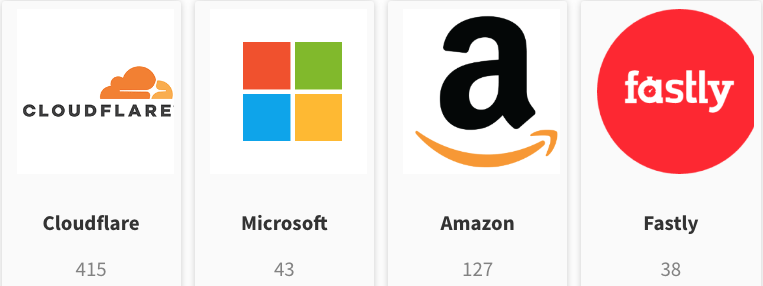 CLOUDFLARE
fastly
Cloudflare
Microsoft
Amazon
Fastly
415
43
127
38